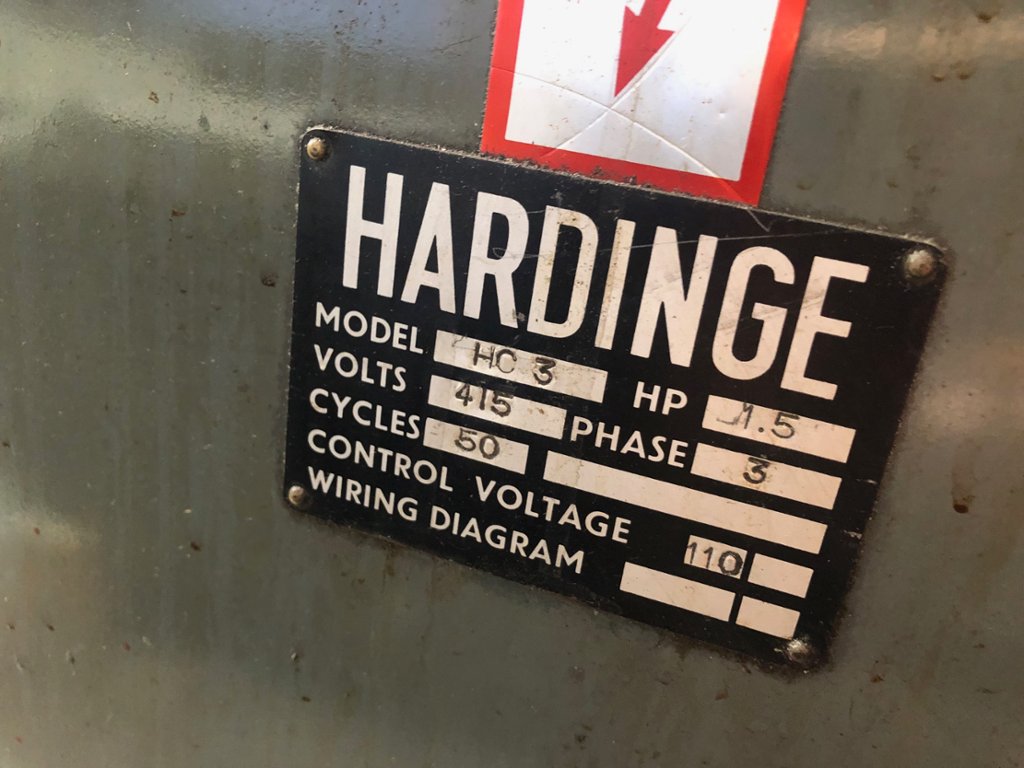 HARDINGE
MODEL HC 3 HP 1.5
VOLTS 415 PHASE 3
CYCLES 50
CONTROL VOLTAGE 110
WIRING DIAGRAM